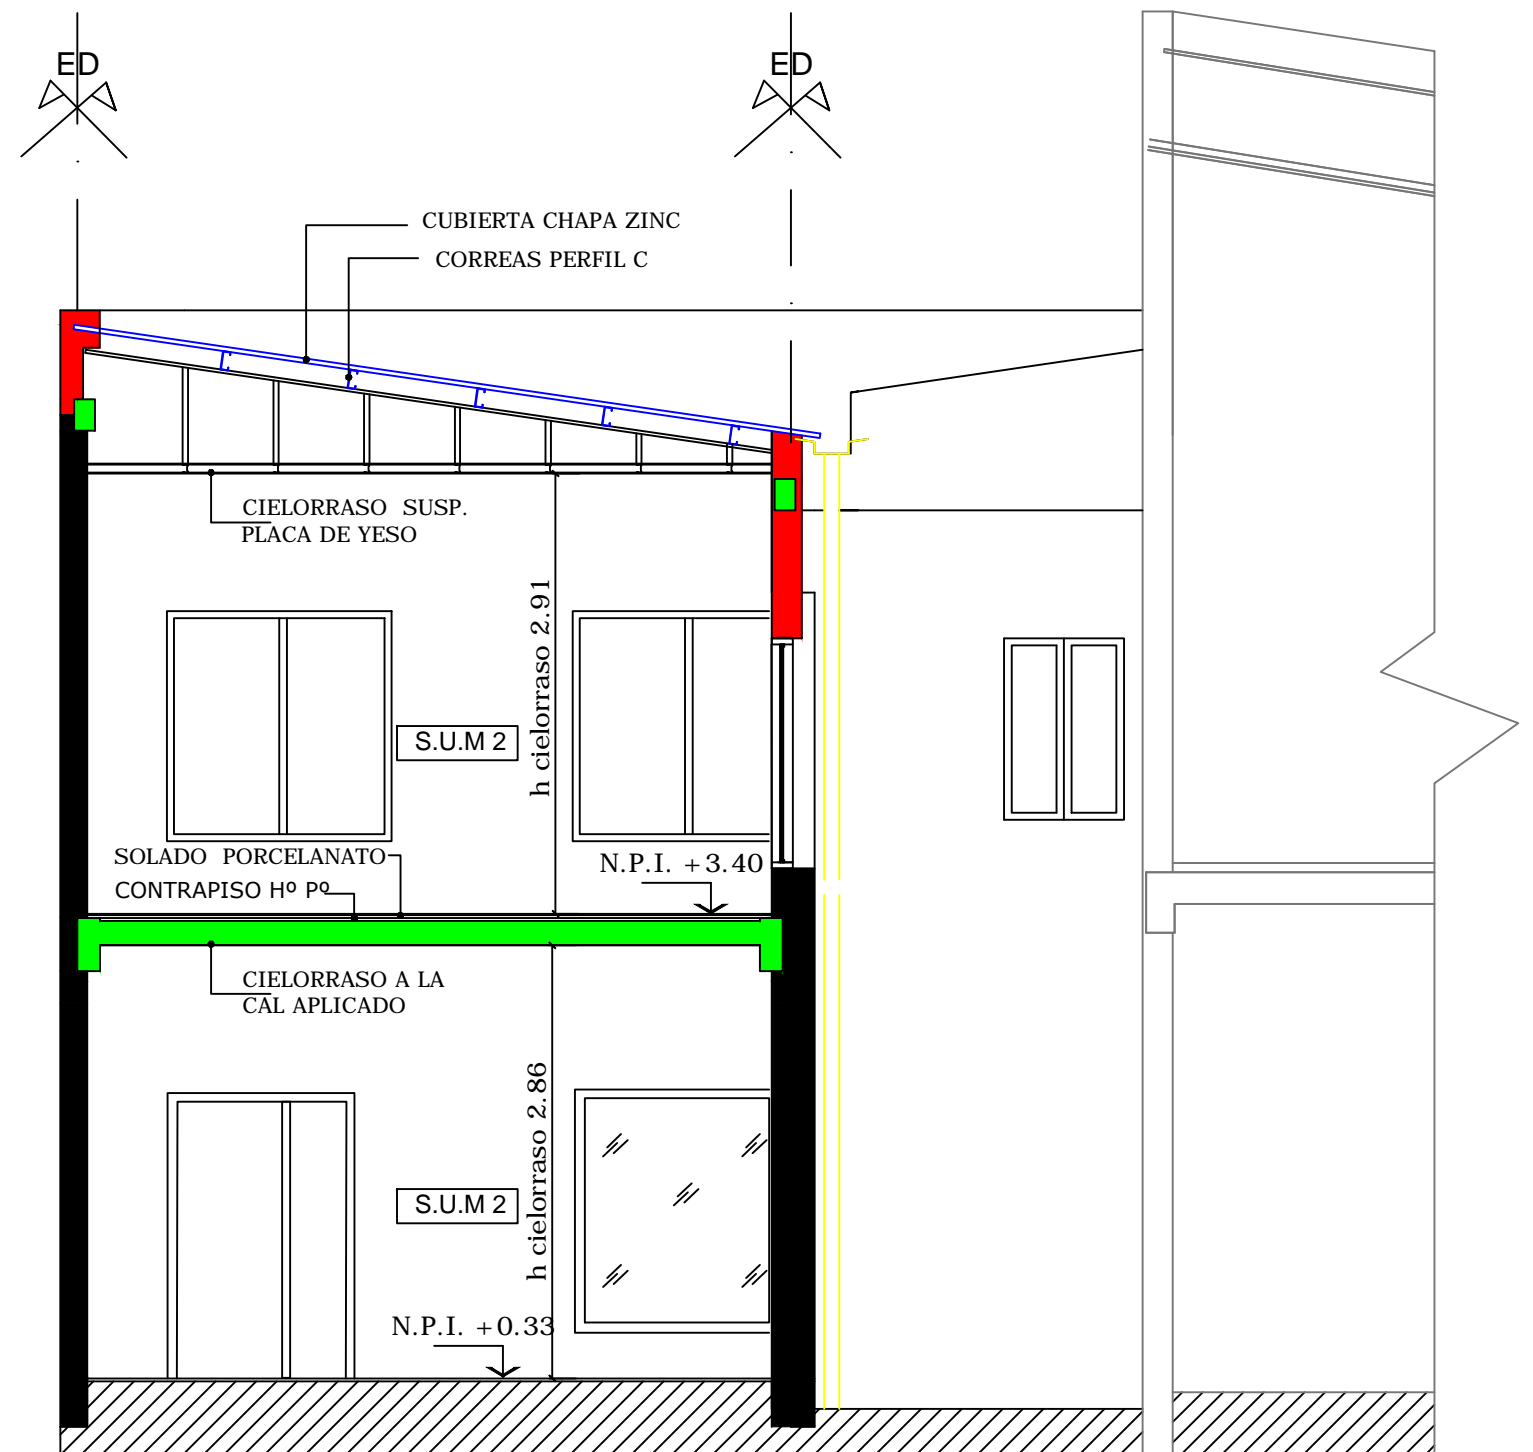 ED
ED
CUBIERTA CHAPA ZINC
CORREAS PERFIL C
CIELORRASO SUSP.
PLACA DE YESO
h cielorraso 2.91
S.U.M 2
SOLADO PORCELANATO
CONTRAPISO Hº Pº
N.P.I. +3.40
CIELORRASO A LA
CAL APLICADO
h cielorraso 2.86
S.U.M 2
N.P.I. +0.33